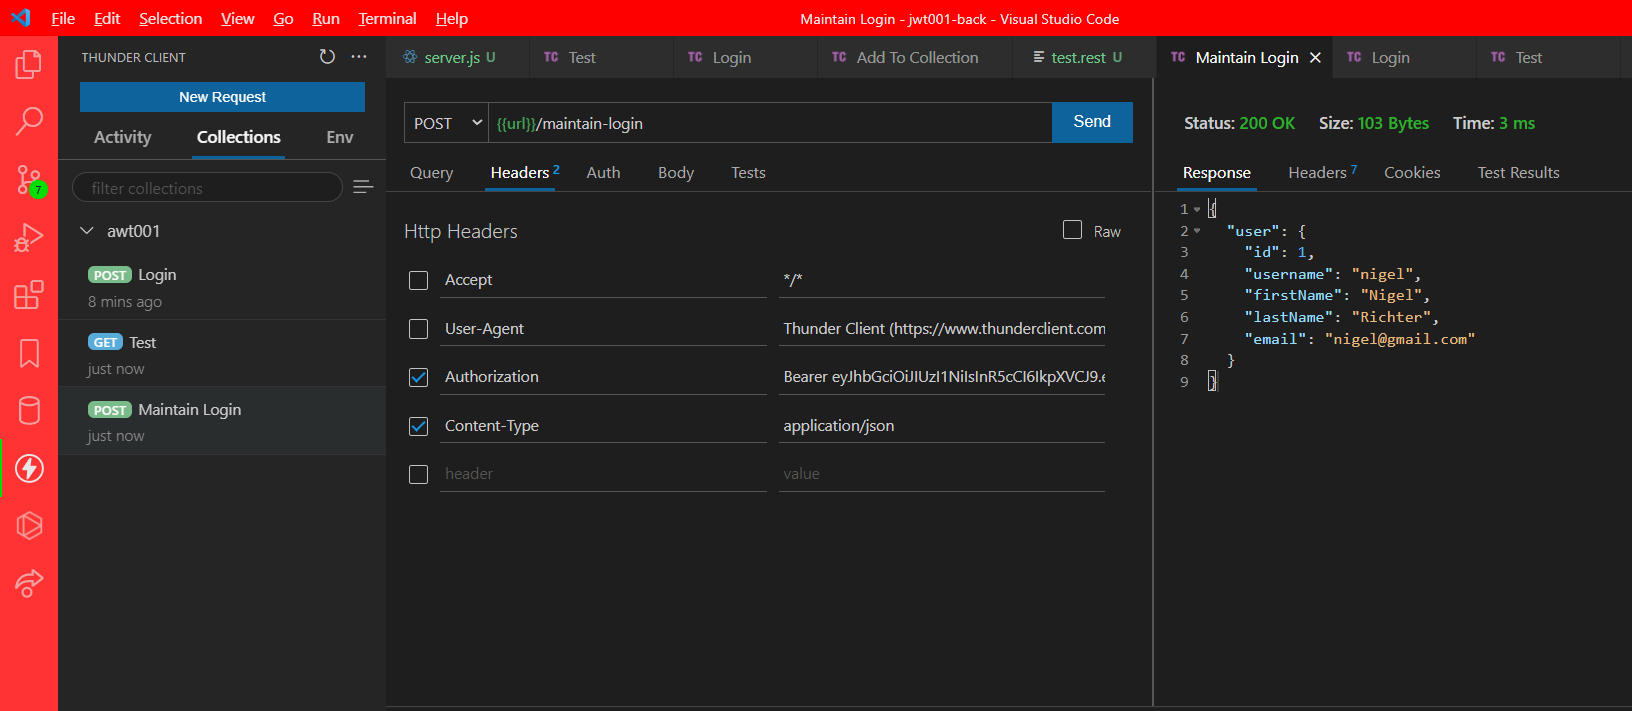 File Edit Selection View Go Run Terminal Help
Maintain Login - jwt001-back - Visual Studio Code
THUNDER CLIENT
New Request
Activity Collections Env
filter collections
awt001
POST Login
8 mins ago
GET Test
just now
POST Maintain Login
just now
7
server.js U
TC Test
TC Login
TC Add To Collection
test.rest U
TC Maintain Login
TC Login
TC Test
POST {{url}}/maintain-login Send
Query Headers 2 Auth Body Tests
Http Headers Raw
Accept */*
User-Agent Thunder Client (https://www.thunderclient.com
Authorization Bearer eyJhbGciOiJIUzI1NiIsInR5cCI6IkpXVCJ9.e
Content-Type application/json
header value
Status: 200 OK Size: 103 Bytes Time: 3 ms
Response Headers 7 Cookies Test Results
1 {
2 "user": {
3 "id": 1,
4 "username": "nigel",
5 "firstName": "Nigel",
6 "lastName": "Richter",
7 "email": "nigel@gmail.com"
8 }
9 }